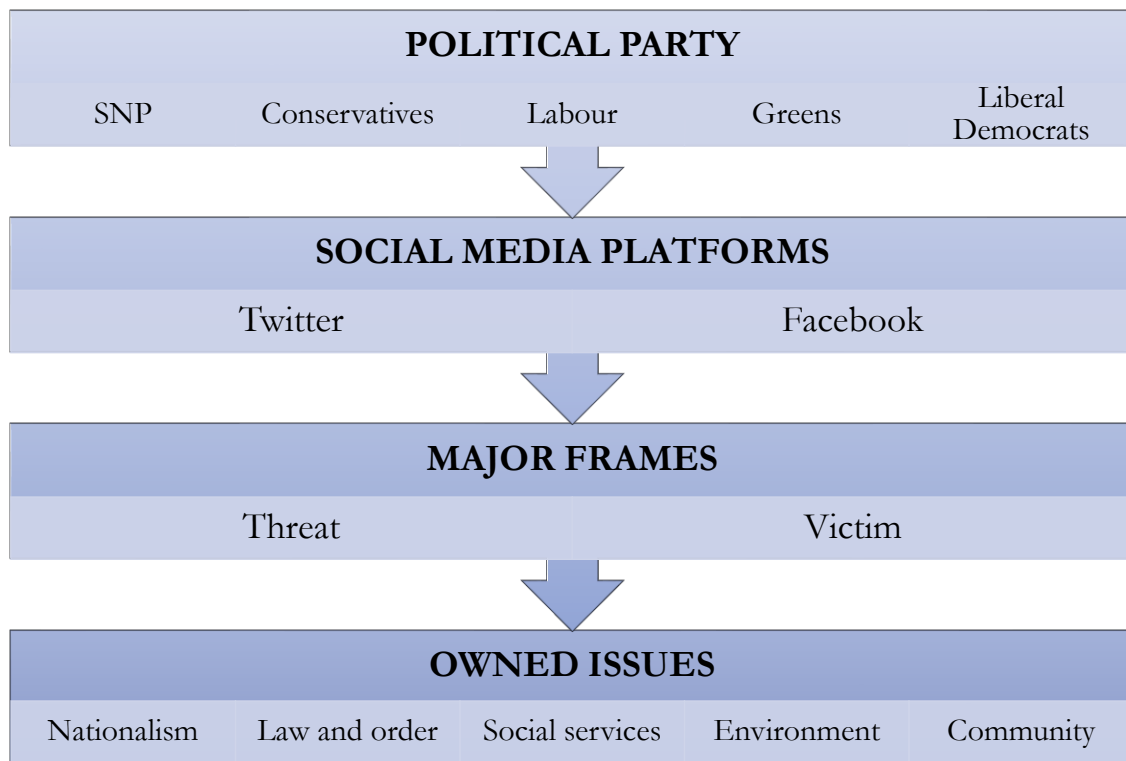 POLITICAL PARTY
SNP Conservatives Labour Greens Liberal Democrats
SOCIAL MEDIA PLATFORMS
Twitter Facebook
MAJOR FRAMES
Threat Victim
OWNED ISSUES
Nationalism Law and order Social services Environment Community